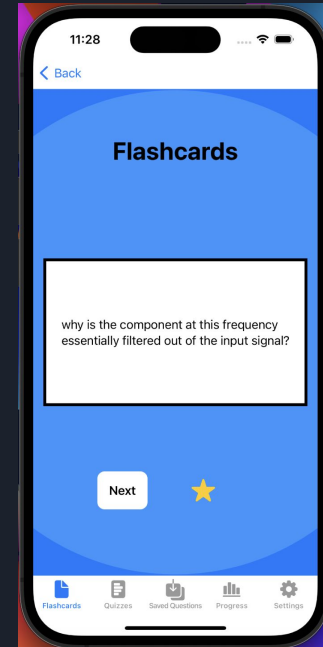 11:28
Back
Flashcards
why is the component at this frequency
essentially filtered out of the input signal?
Next
Flashcards
Quizzes
Saved Questions
Progress
Settings